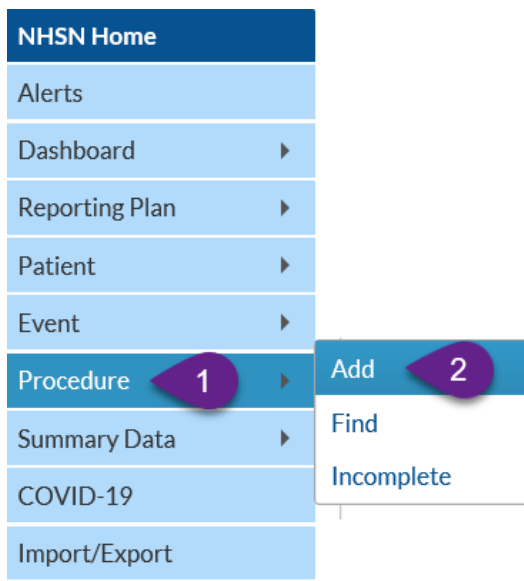 NHSN Home
Alerts
Dashboard
Reporting Plan
Patient
Event
Procedure 1
Add 2
Find
Incomplete
Summary Data
COVID-19
Import/Export